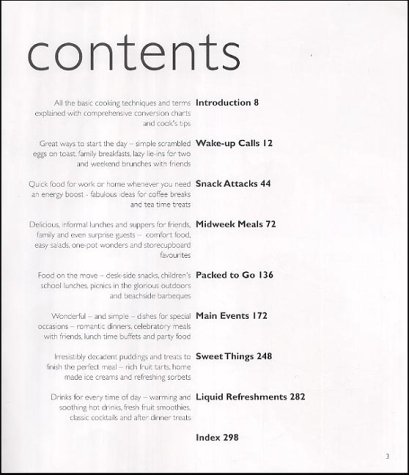 contents
All the basic cooking techniques and terms Introduction 8
explained with comprehensive conversion charts
and cook's tips
Great ways to start the day – simple scrambled Wake-up Calls 12
eggs on toast, family breakfasts, lazy lie-ins for two
and weekend brunches with friends
Quick food for work or home whenever you need Snack Attacks 44
an energy boost - fabulous ideas for coffee breaks
and tea time treats
Delicious, informal lunches and suppers for friends, Midweek Meals 72
family and even surprise guests – comfort food,
easy salads, one-pot wonders and storecupboard
favourites
Food on the move – desk-side snacks, children's Packed to Go 136
school lunches, picnics in the glorious outdoors
and beachside barbeques
Wonderful – and simple – dishes for special Main Events 172
occasions – romantic dinners, celebratory meals
with friends, lunch time buffets and party food
Irresistibly decadent puddings and treats to Sweet Things 248
finish the perfect meal – rich fruit tarts, home
made ice creams and refreshing sorbets
Drinks for every time of day – warming and Liquid Refreshments 282
soothing hot drinks, fresh fruit smoothies,
classic cocktails and after dinner treats
Index 298
3